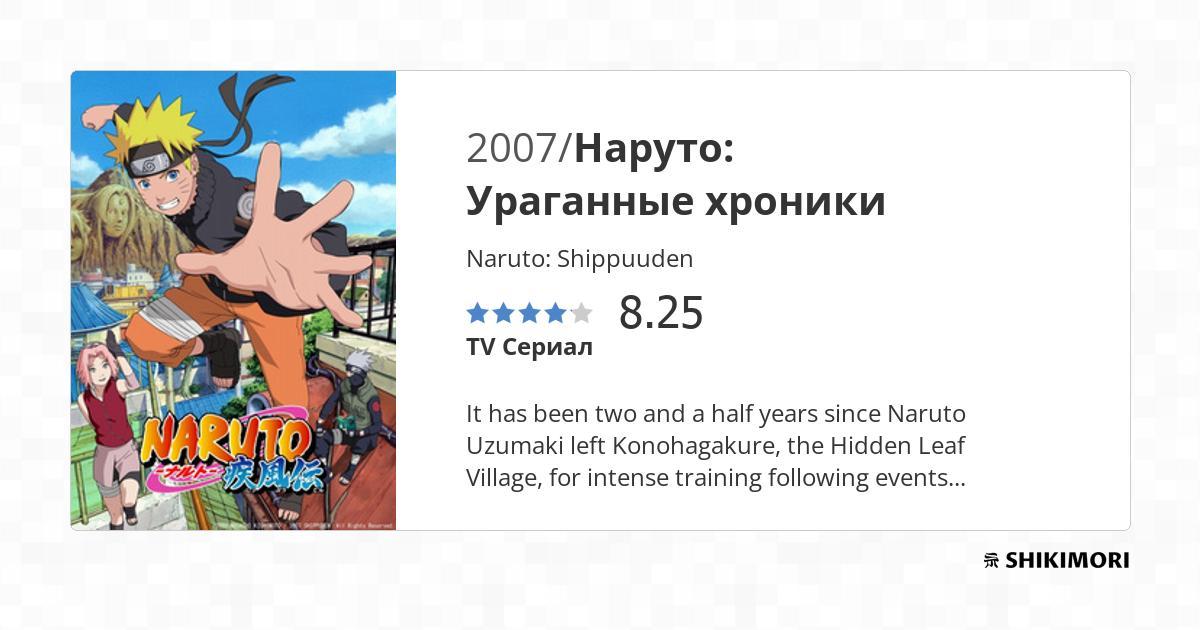 2007/Наруто:
Ураганные хроники
Naruto: Shippuuden
8.25
TV Сериал
It has been two and a half years since Naruto
Uzumaki left Konohagakure, the Hidden Leaf
Village, for intense training following events...
NARUTO
ーナルトー 疾風伝
SHIKIMORI